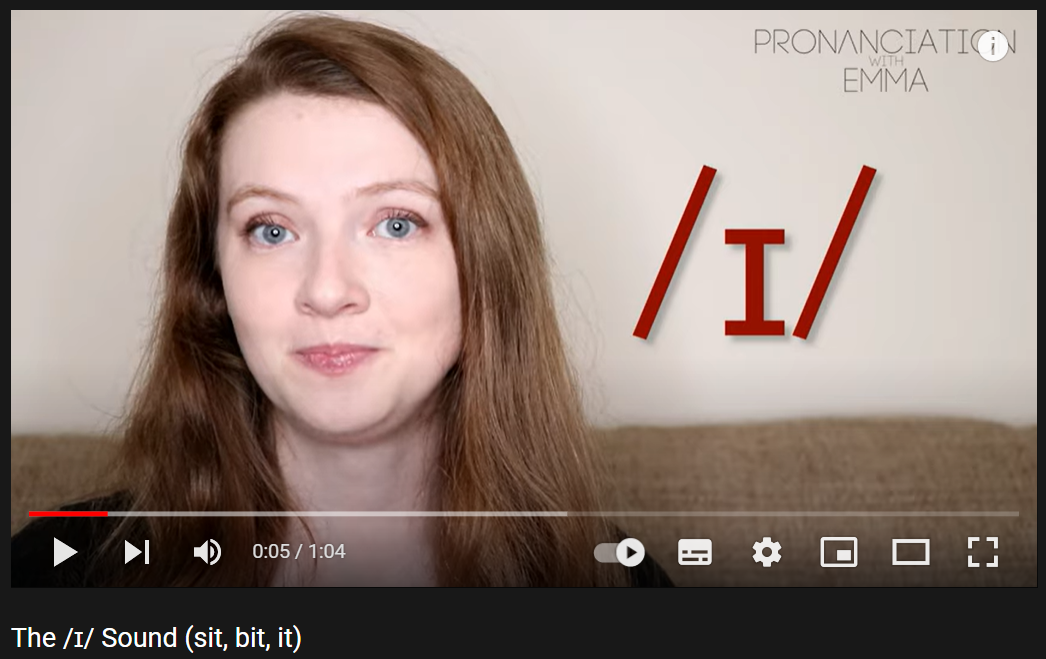 PRONANCIATION
WITH
EMMA
/ɪ/
0:05 / 1:04
The /ɪ/ Sound (sit, bit, it)